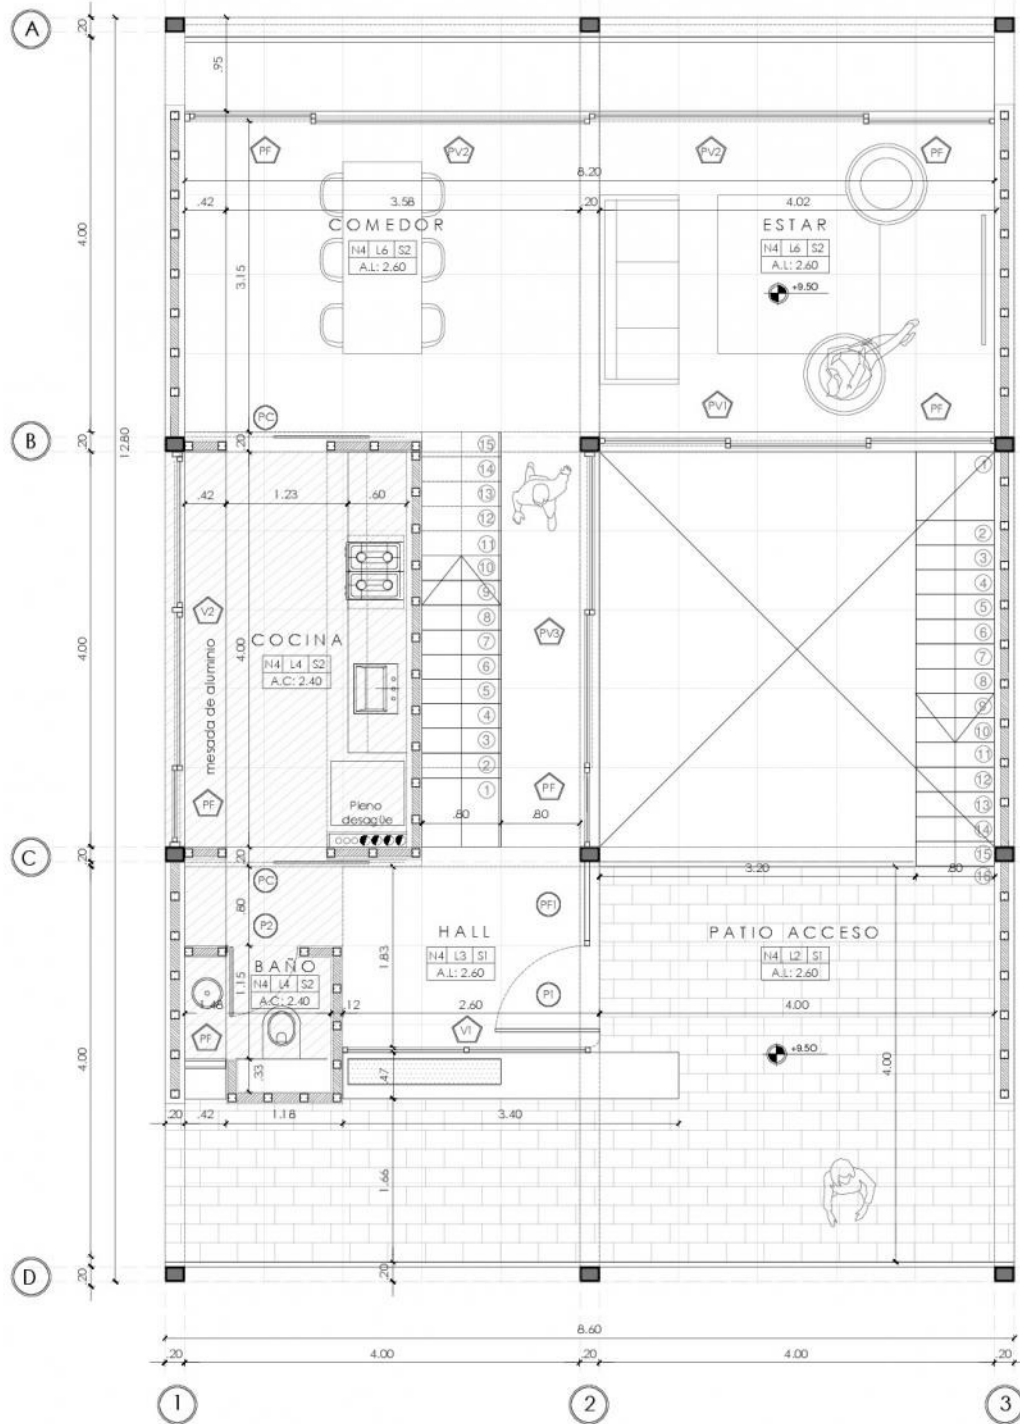 A
.20
.95
PF
PV2
PV2
PF
8.20
.42
3.58
.20
4.02
COMEDOR
N4 L6 S2
A.L: 2.60
ESTAR
N4 L6 S2
A.L: 2.60
+9.50
4.00
3.15
PV1
PF
PC
B
.20
12.80
.20
.42
1.23
.60
15
14
13
12
11
10
9
8
7
6
5
4
3
2
1
1
2
3
4
5
6
7
8
9
10
11
12
13
14
15
16
V2
PV3
COCINA
N4 L4 S2
A.C: 2.40
4.00
4.00
mesada de aluminio
PF
PF
Pleno
desagüe
.80
.80
C
.20
.20
3.20
.80
PC
P2
PF1
.80
HALL
N4 L3 S1
A.L: 2.60
PATIO ACCESO
N4 L2 S1
A.L: 2.60
BAÑO
N4 L4 S2
A.C: 2.40
1.83
1.15
P1
1.48
.12
2.60
4.00
PF
V1
+9.50
4.00
4.00
.33
.47
.20
.42
1.18
3.40
1.66
D
.20
.20
8.60
.20
4.00
.20
4.00
.20
1
2
3